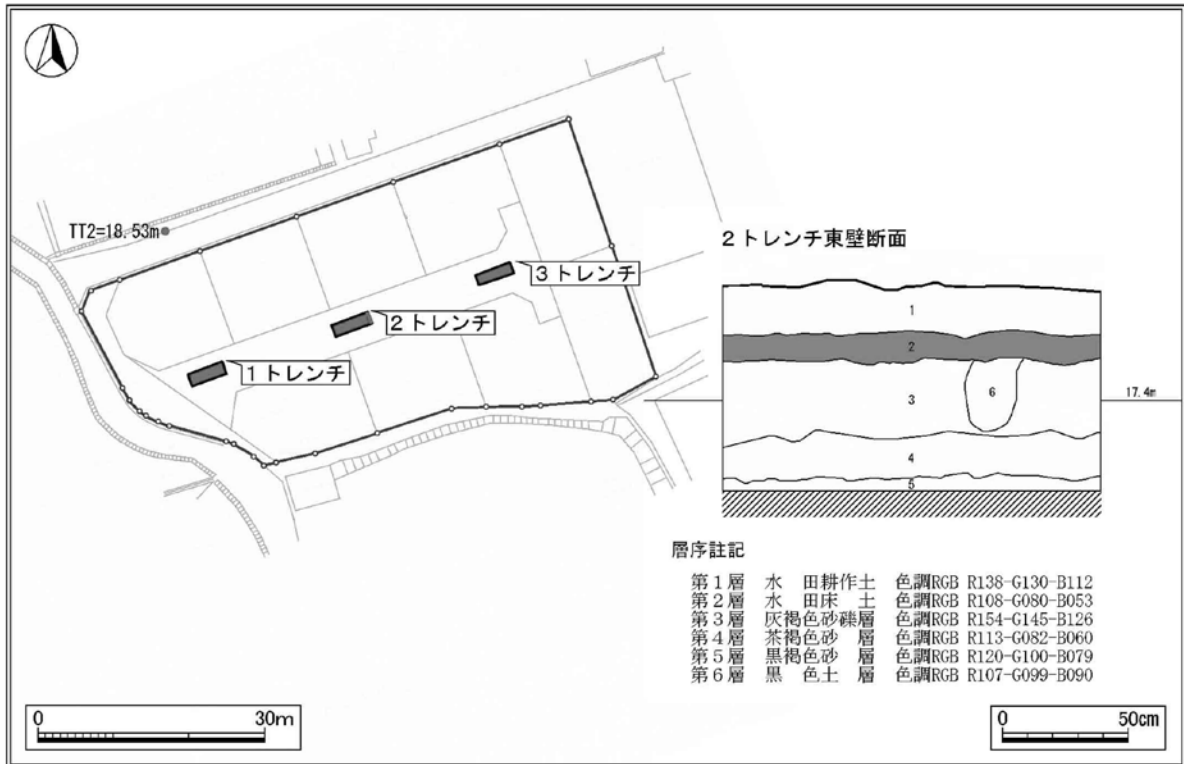 TT2=18.53m
3トレンチ
2トレンチ
1トレンチ
2トレンチ東壁断面
1
2
3
6
4
5
17.4m
層序註記
第1層 水 田耕作土 色調RGB R138-G130-B112
第2層 水 田床 土 色調RGB R108-G080-B053
第3層 灰褐色砂礫層 色調RGB R154-G145-B126
第4層 茶褐色砂 層 色調RGB R113-G082-B060
第5層 黒褐色砂 層 色調RGB R120-G100-B079
第6層 黒 色土 層 色調RGB R107-G099-B090
0 30m
0 50cm